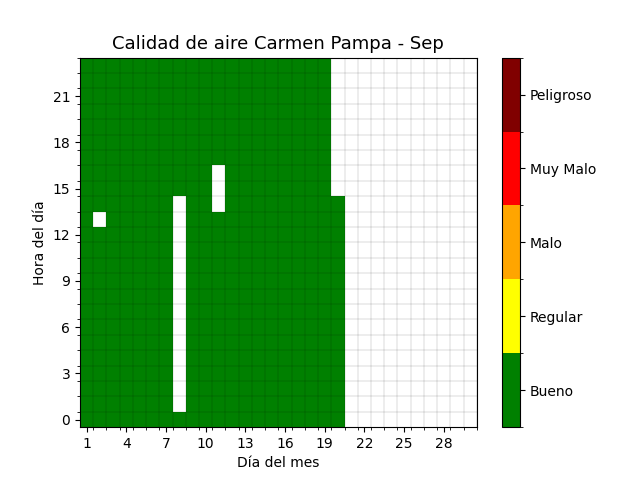 Calidad de aire Carmen Pampa - Sep
Peligroso
Muy Malo
Malo
Regular
Bueno
Hora del día
21
18
15
12
9
6
3
0
1 4 7 10 13 16 19 22 25 28
Día del mes